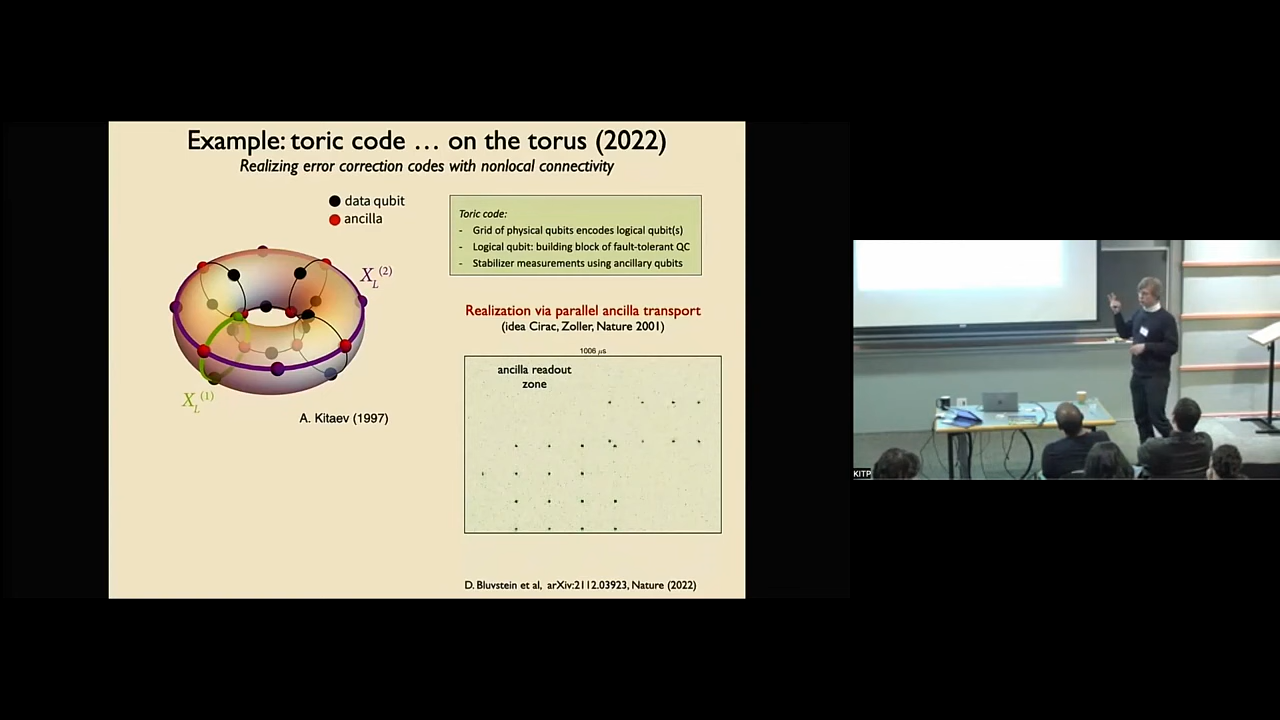 Example: toric code … on the torus (2022)
Realizing error correction codes with nonlocal connectivity
data qubit
ancilla
X_L^(2)
X_L^(1)
A. Kitaev (1997)
Toric code:
- Grid of physical qubits encodes logical qubit(s)
- Logical qubit: building block of fault-tolerant QC
- Stabilizer measurements using ancillary qubits
Realization via parallel ancilla transport
(idea Cirac, Zoller, Nature 2001)
1006 μs
ancilla readout
zone
D. Bluvstein et al, arXiv:2112.03923, Nature (2022)
KITP